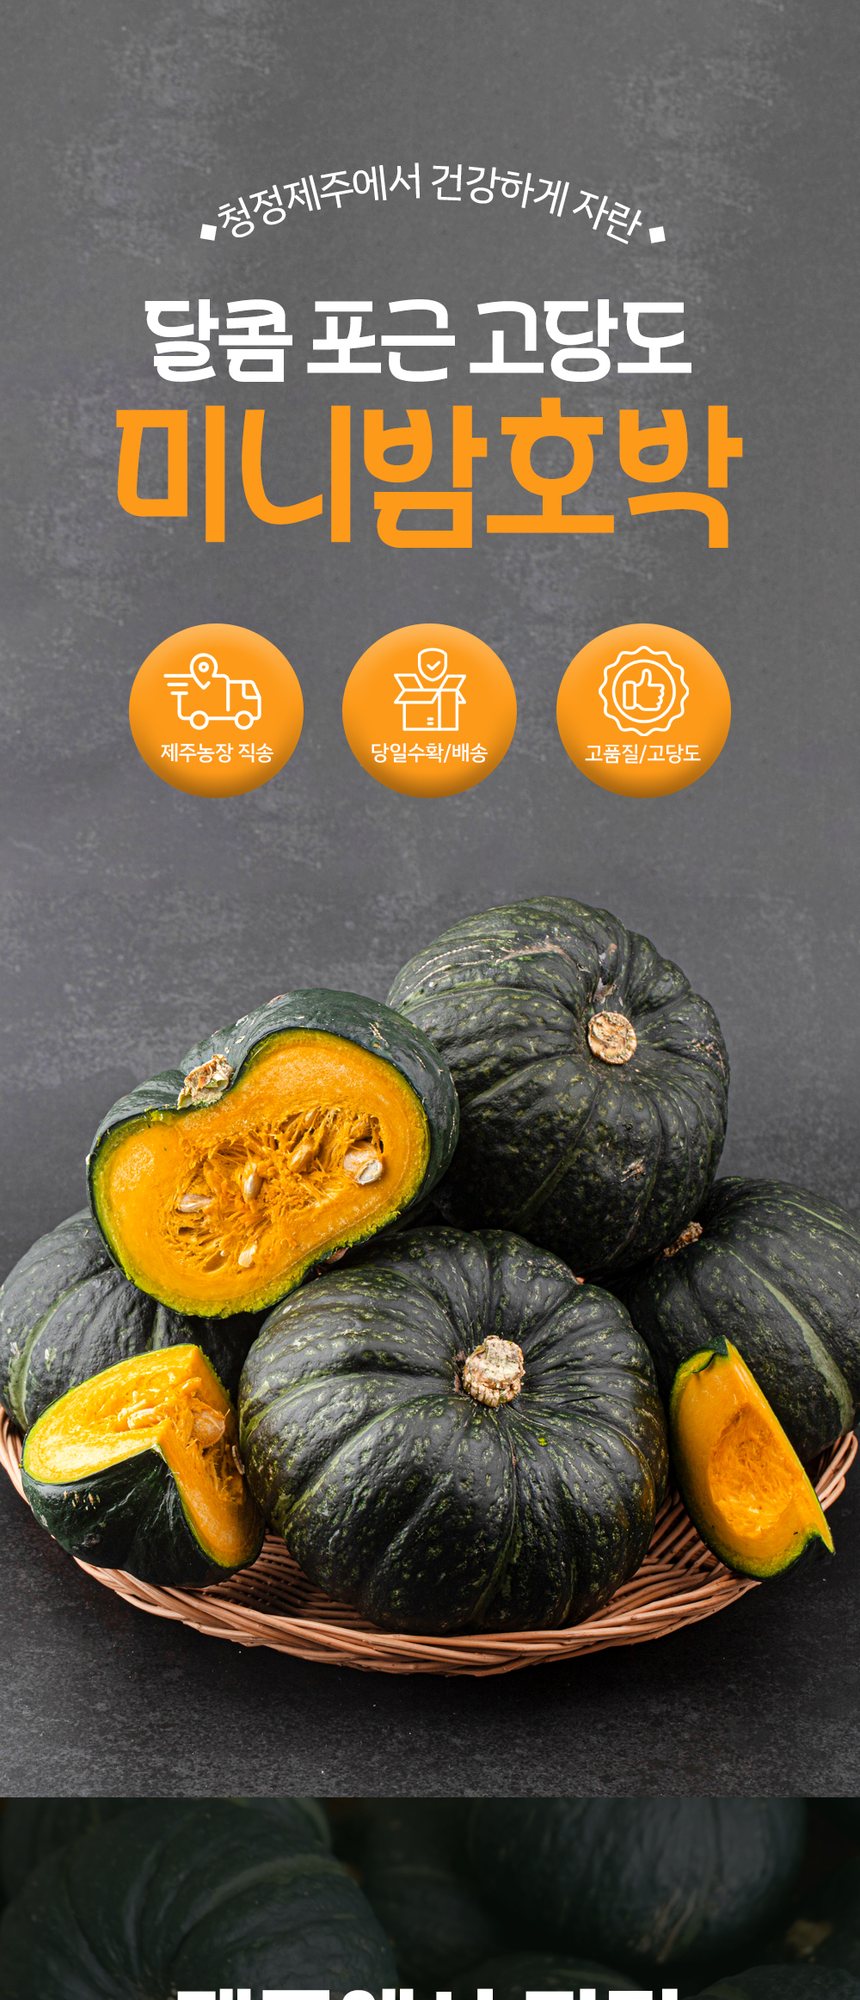 청정제주에서 건강하게 자란
달콤 포근 고당도
미니밤호박
제주농장 직송
당일수확/배송
고품질/고당도